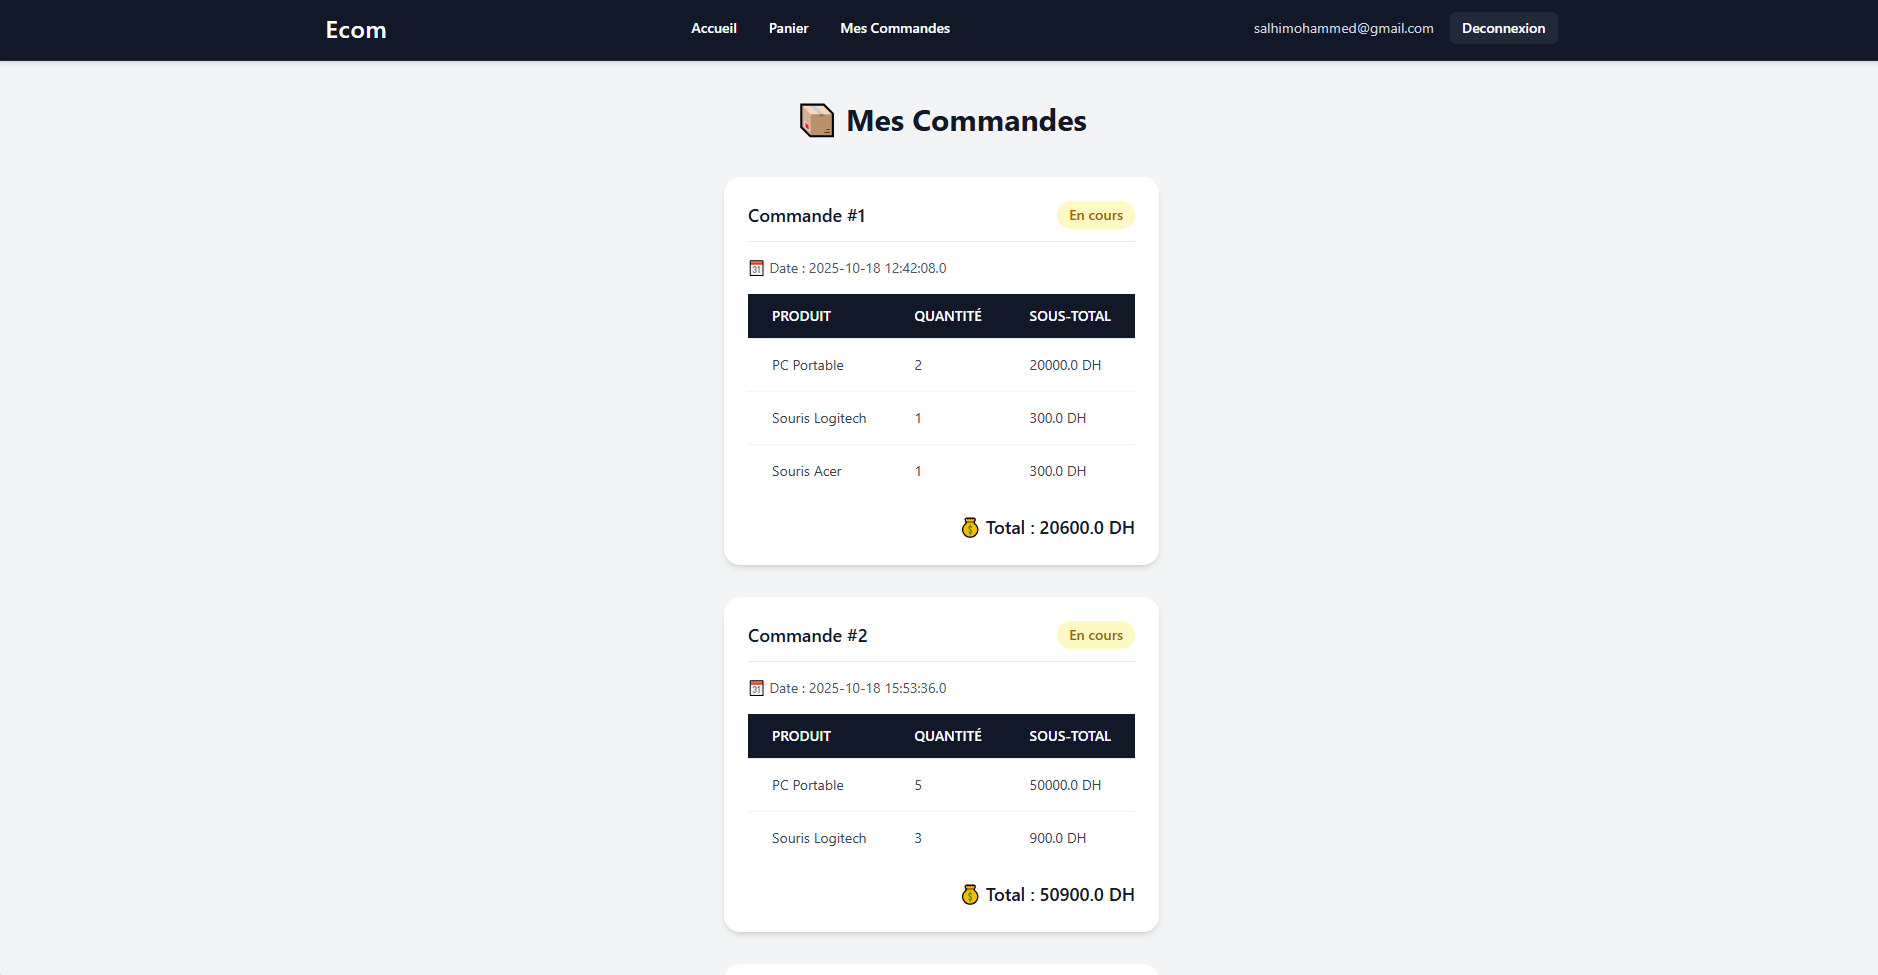 Ecom
Accueil Panier Mes Commandes
salhimohammed@gmail.com Deconnexion
Mes Commandes
Commande #1 En cours
Date : 2025-10-18 12:42:08.0
PRODUIT QUANTITÉ SOUS-TOTAL
PC Portable 2 20000.0 DH
Souris Logitech 1 300.0 DH
Souris Acer 1 300.0 DH
Total : 20600.0 DH
Commande #2 En cours
Date : 2025-10-18 15:53:36.0
PRODUIT QUANTITÉ SOUS-TOTAL
PC Portable 5 50000.0 DH
Souris Logitech 3 900.0 DH
Total : 50900.0 DH